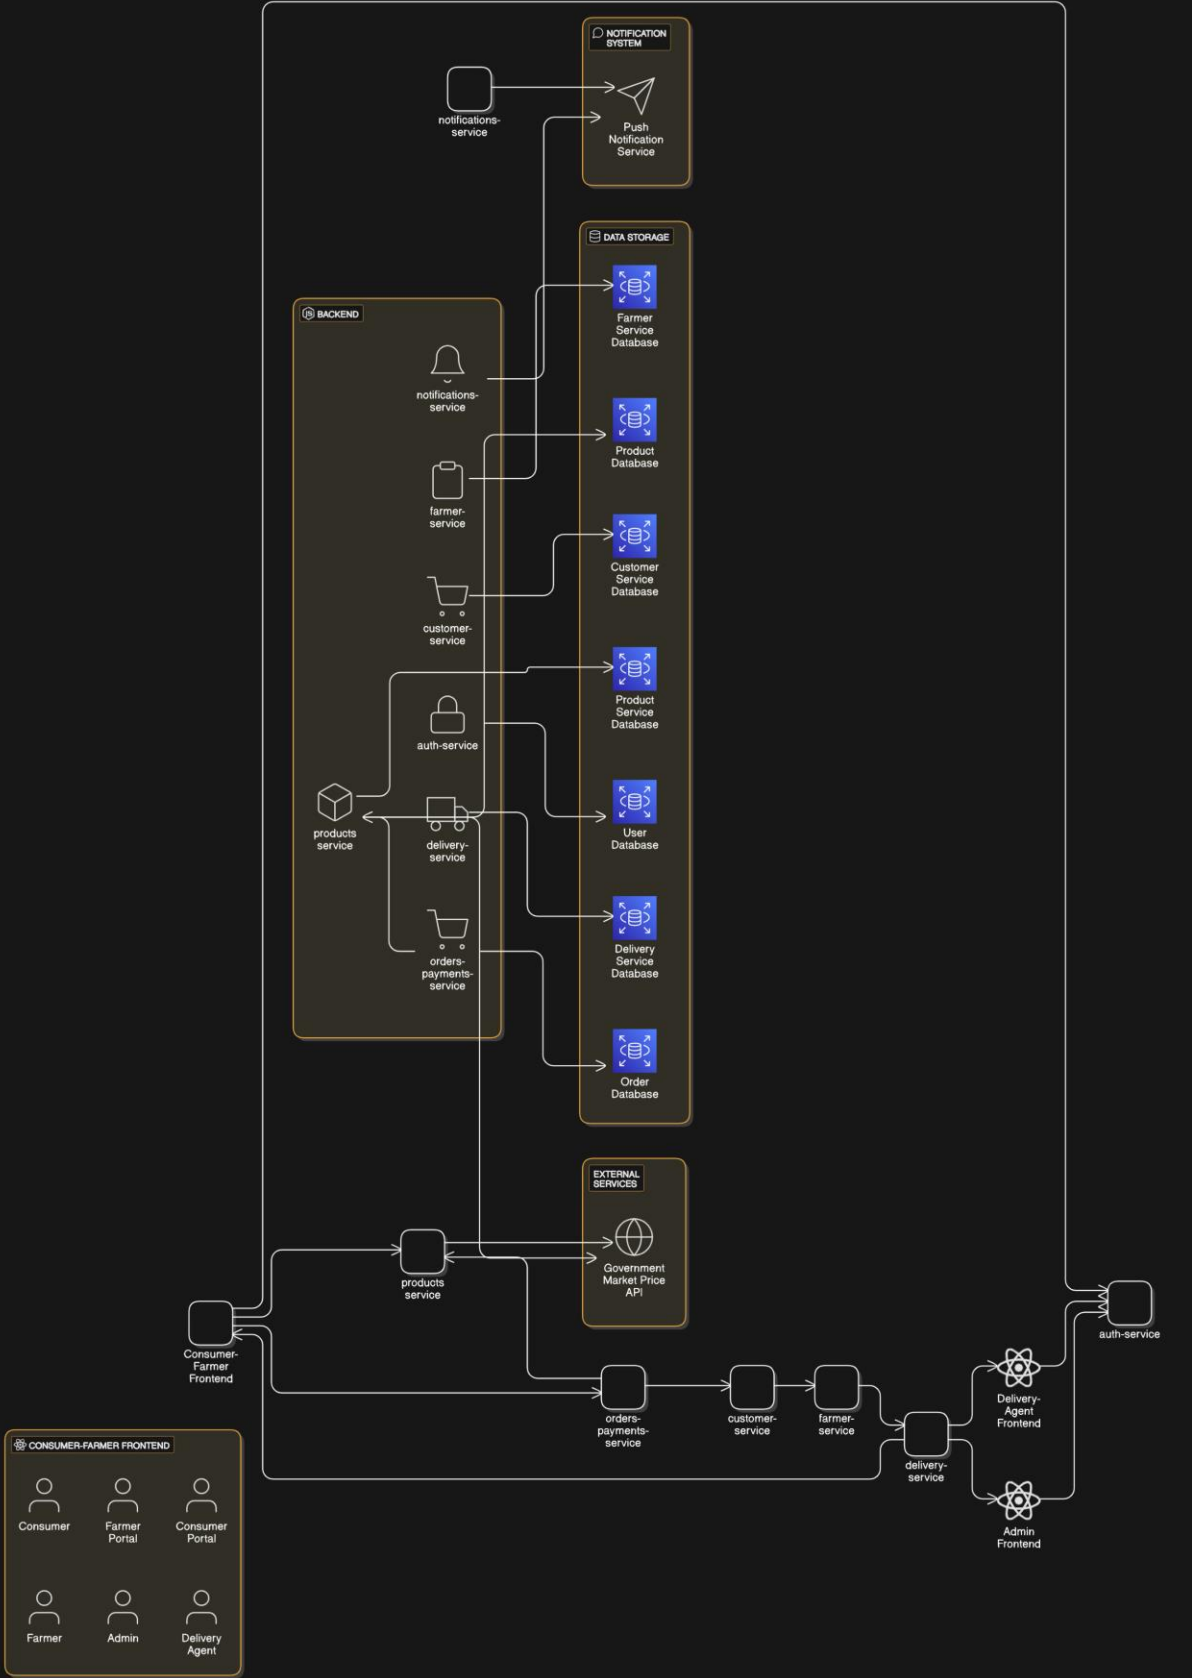 NOTIFICATION
SYSTEM
notifications-
service
Push
Notification
Service
DATA STORAGE
Farmer
Service
Database
BACKEND
notifications-
service
Product
Database
farmer-
service
Customer
Service
Database
customer-
service
Product
Service
Database
auth-service
products
service
User
Database
delivery-
service
Delivery
Service
Database
orders-
payments-
service
Order
Database
EXTERNAL
SERVICES
Government
Market Price
API
products
service
Consumer-
Farmer
Frontend
auth-service
orders-
payments-
service
customer-
service
farmer-
service
Delivery-
Agent
Frontend
delivery-
service
Admin
Frontend
CONSUMER-FARMER FRONTEND
Consumer
Farmer
Portal
Consumer
Portal
Farmer
Admin
Delivery
Agent